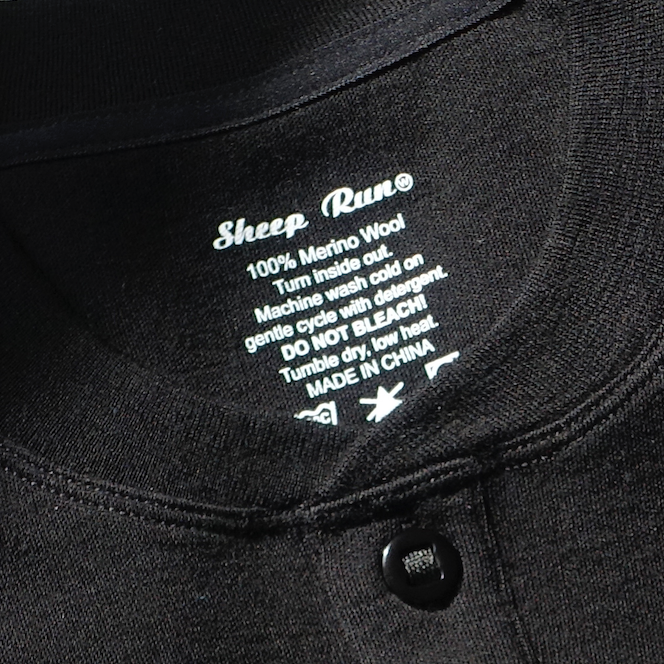 Sheep Run®
100% Merino Wool
Turn inside out.
Machine wash cold on
gentle cycle with detergent.
DO NOT BLEACH!
Tumble dry, low heat.
MADE IN CHINA